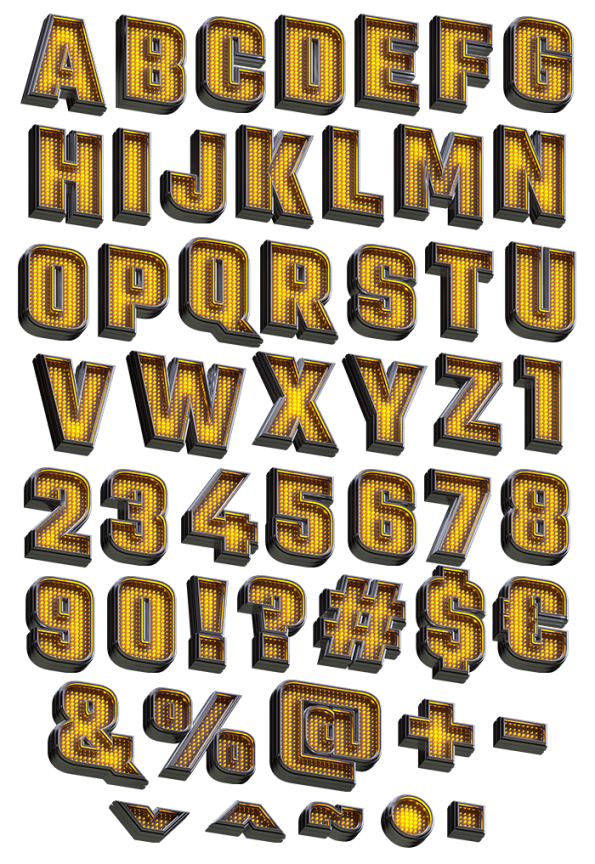 ABCDEFG
HIJKLMN
OPQRSTU
VWXYZ1
2345678
90!?#$€
&%@+-
ˇ^~°.